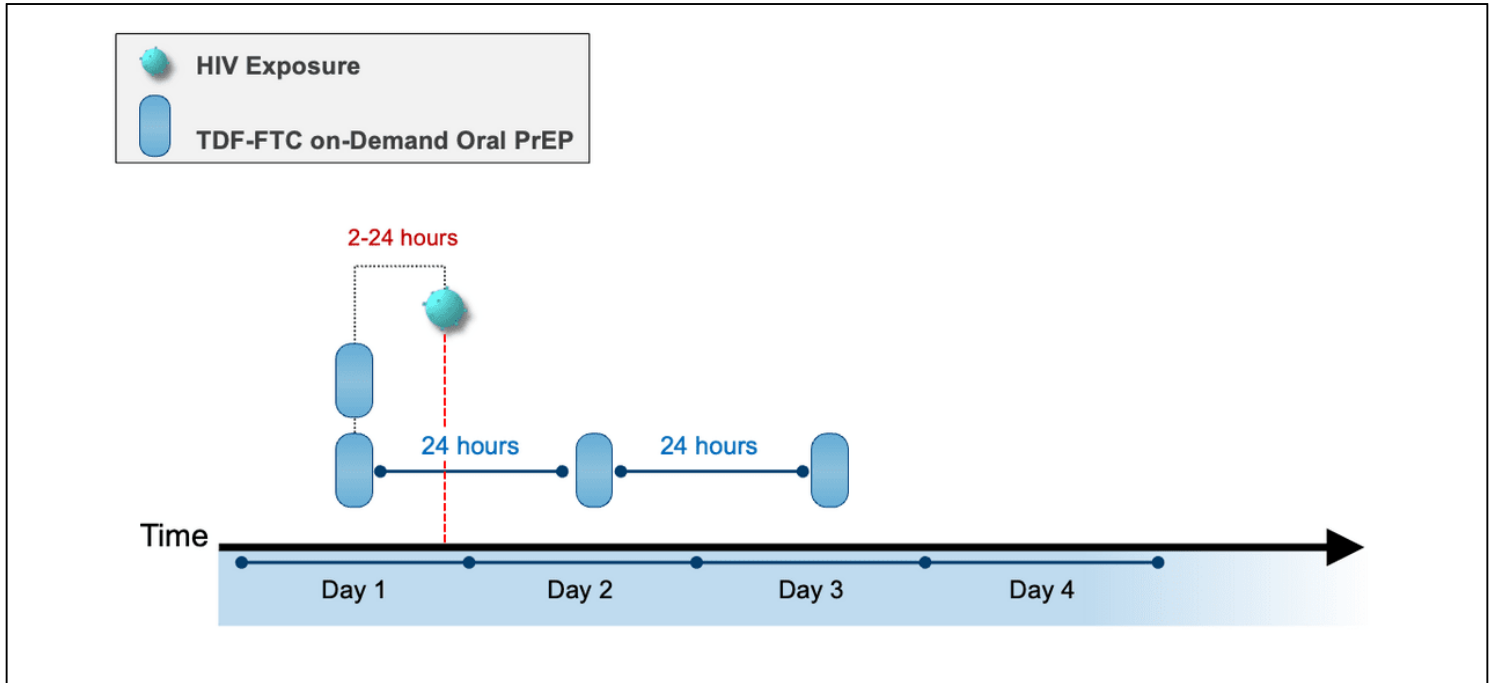 HIV Exposure
TDF-FTC on-Demand Oral PrEP
2-24 hours
24 hours 24 hours
Time
Day 1 Day 2 Day 3 Day 4